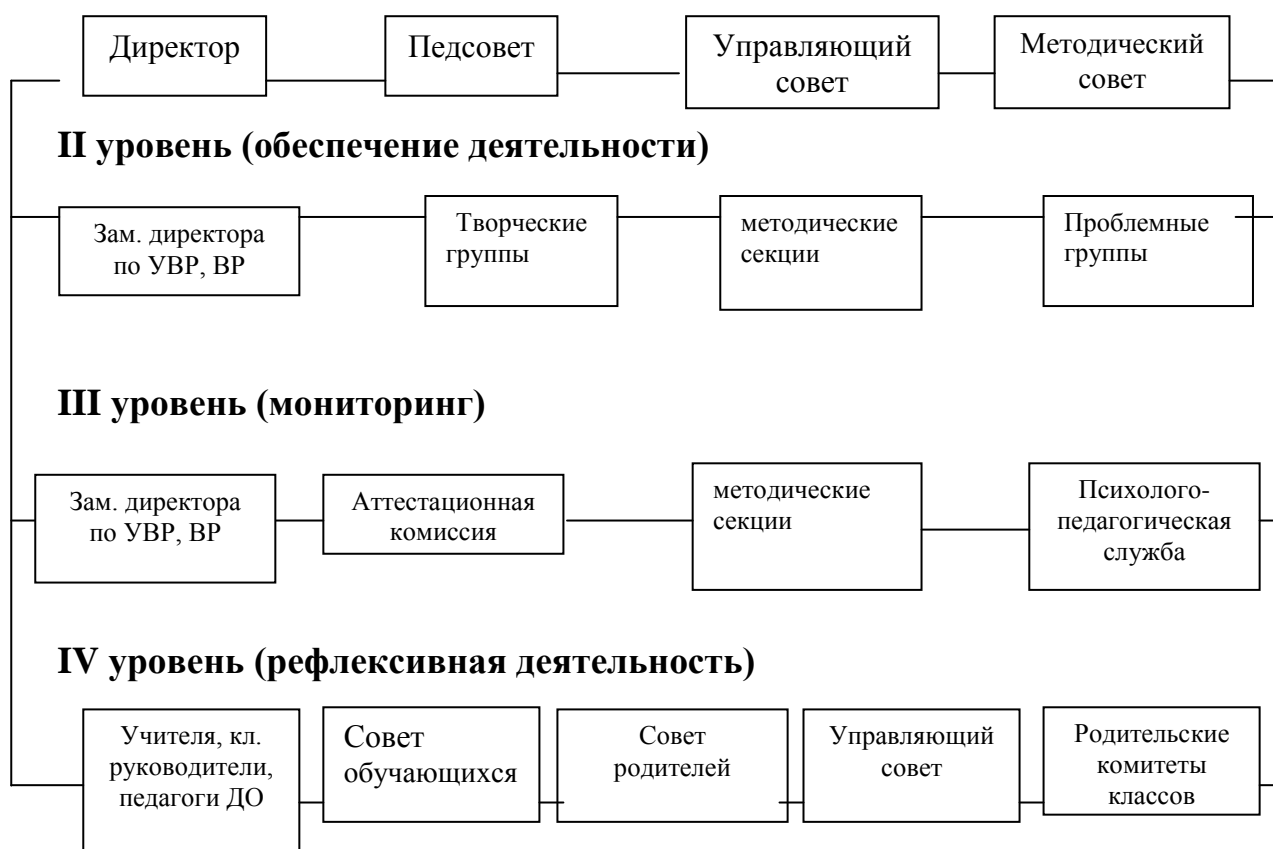 Директор
Педсовет
Управляющий
совет
Методический
совет
II уровень (обеспечение деятельности)
Зам. директора
по УВР, ВР
Творческие
группы
методические
секции
Проблемные
группы
III уровень (мониторинг)
Зам. директора
по УВР, ВР
Аттестационная
комиссия
методические
секции
Психолого-
педагогическая
служба
IV уровень (рефлексивная деятельность)
Учителя, кл.
руководители,
педагоги ДО
Совет
обучающихся
Совет
родителей
Управляющий
совет
Родительские
комитеты
классов